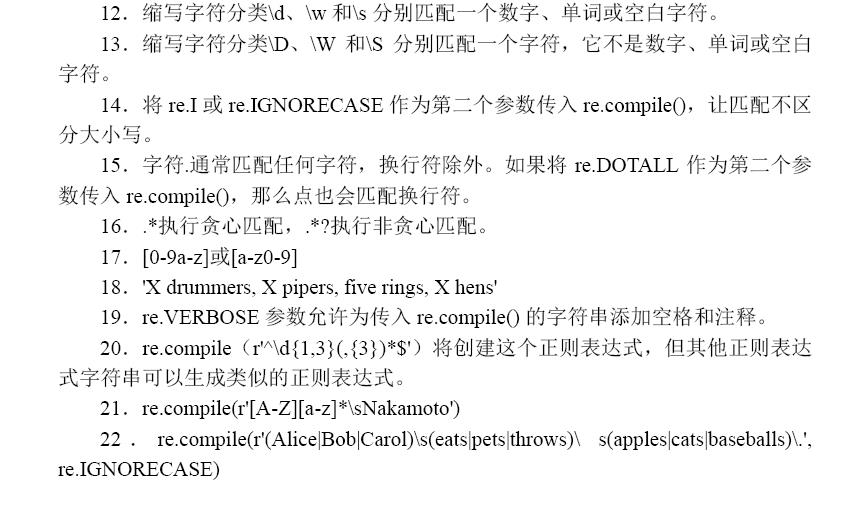 12．缩写字符分类\d、\w 和\s 分别匹配一个数字、单词或空白字符。
13．缩写字符分类\D、\W 和\S 分别匹配一个字符，它不是数字、单词或空白
字符。
14．将 re.I 或 re.IGNORECASE 作为第二个参数传入 re.compile()，让匹配不区
分大小写。
15．字符.通常匹配任何字符，换行符除外。如果将 re.DOTALL 作为第二个参
数传入 re.compile()，那么点也会匹配换行符。
16．.*执行贪心匹配，.*?执行非贪心匹配。
17．[0-9a-z]或[a-z0-9]
18．'X drummers, X pipers, five rings, X hens'
19．re.VERBOSE 参数允许为传入 re.compile() 的字符串添加空格和注释。
20．re.compile（r'^\d{1,3}(,{3})*$'）将创建这个正则表达式，但其他正则表达
式字符串可以生成类似的正则表达式。
21．re.compile(r'[A-Z][a-z]*\sNakamoto')
22．re.compile(r'(Alice|Bob|Carol)\s(eats|pets|throws)\ s(apples|cats|baseballs)\.',
re.IGNORECASE)